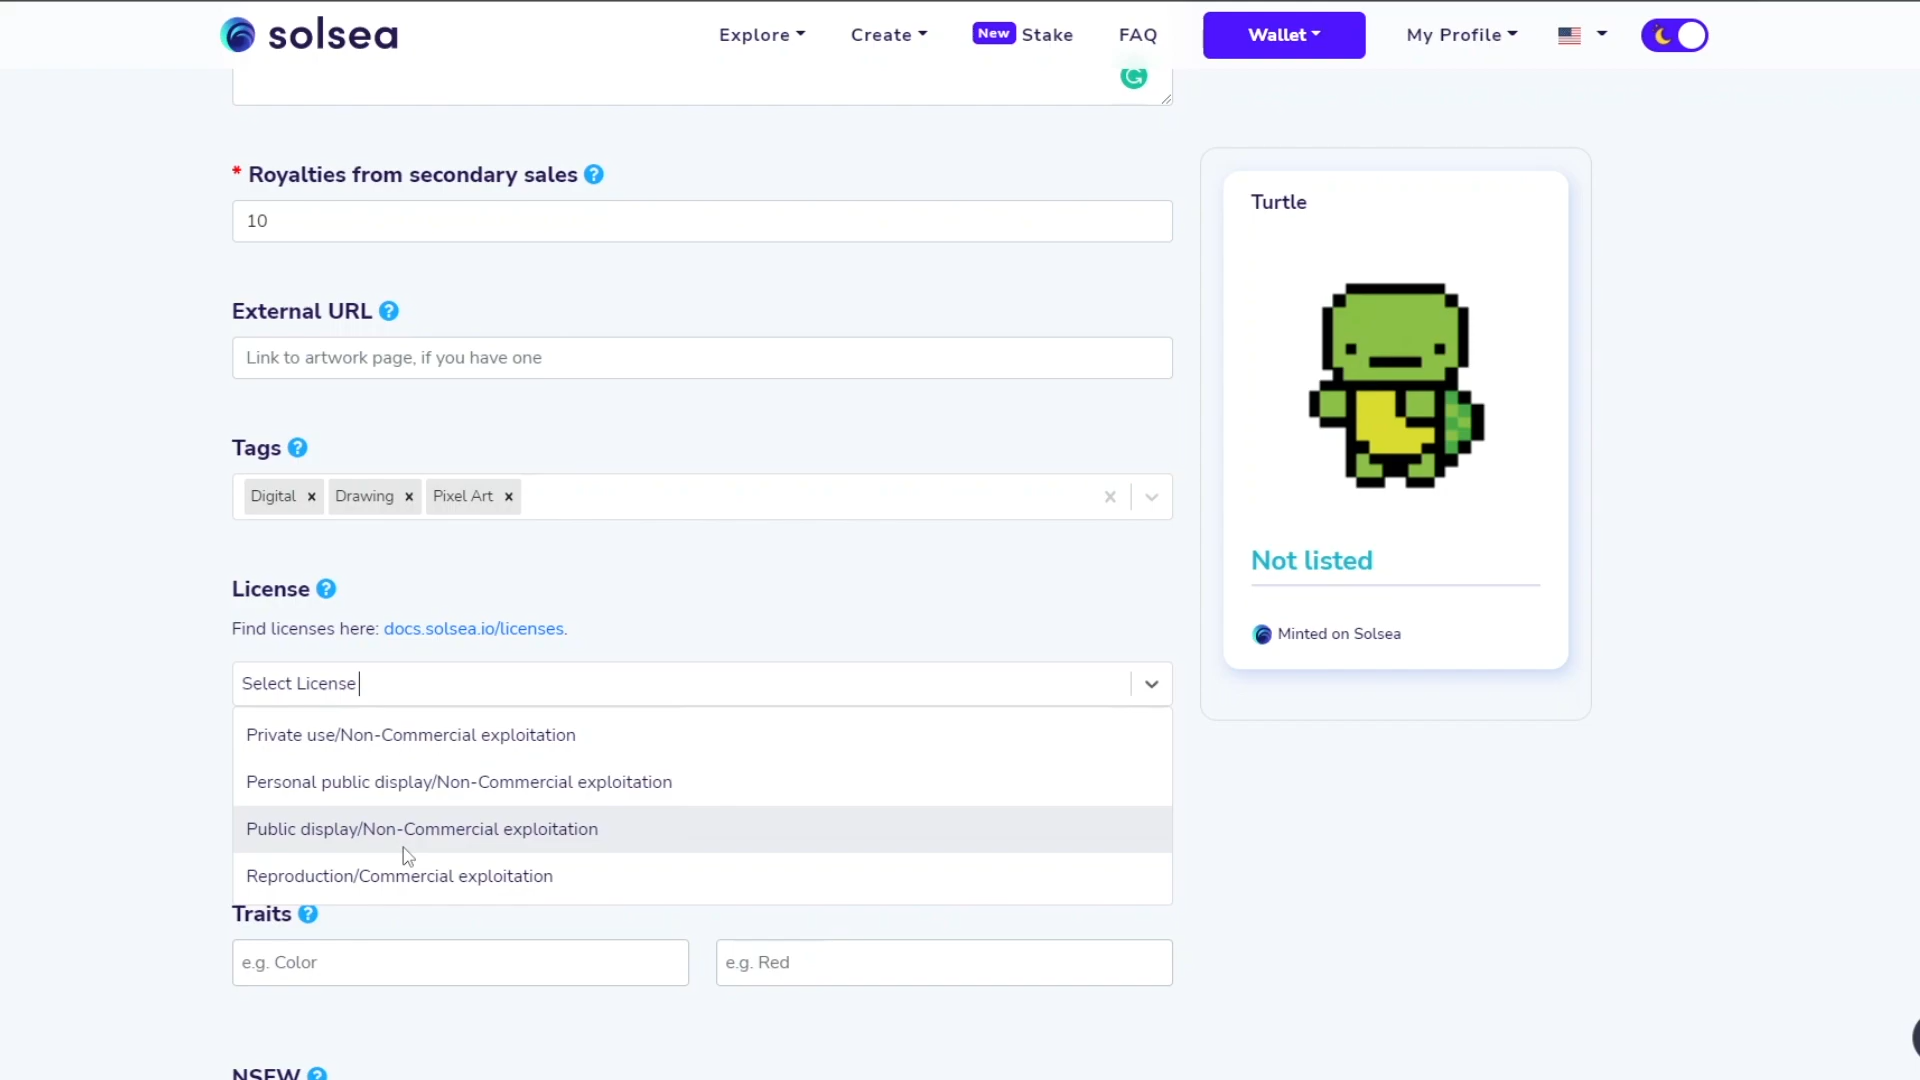 solsea
Explore
Create
New Stake
FAQ
Wallet
My Profile
* Royalties from secondary sales ?
10
External URL ?
Link to artwork page, if you have one
Tags ?
Digital × Drawing × Pixel Art ×
License ?
Find licenses here: docs.solsea.io/licenses.
Select License
Private use/Non-Commercial exploitation
Personal public display/Non-Commercial exploitation
Public display/Non-Commercial exploitation
Reproduction/Commercial exploitation
Traits ?
e.g. Color
e.g. Red
NSFW ?
Turtle
Not listed
Minted on Solsea